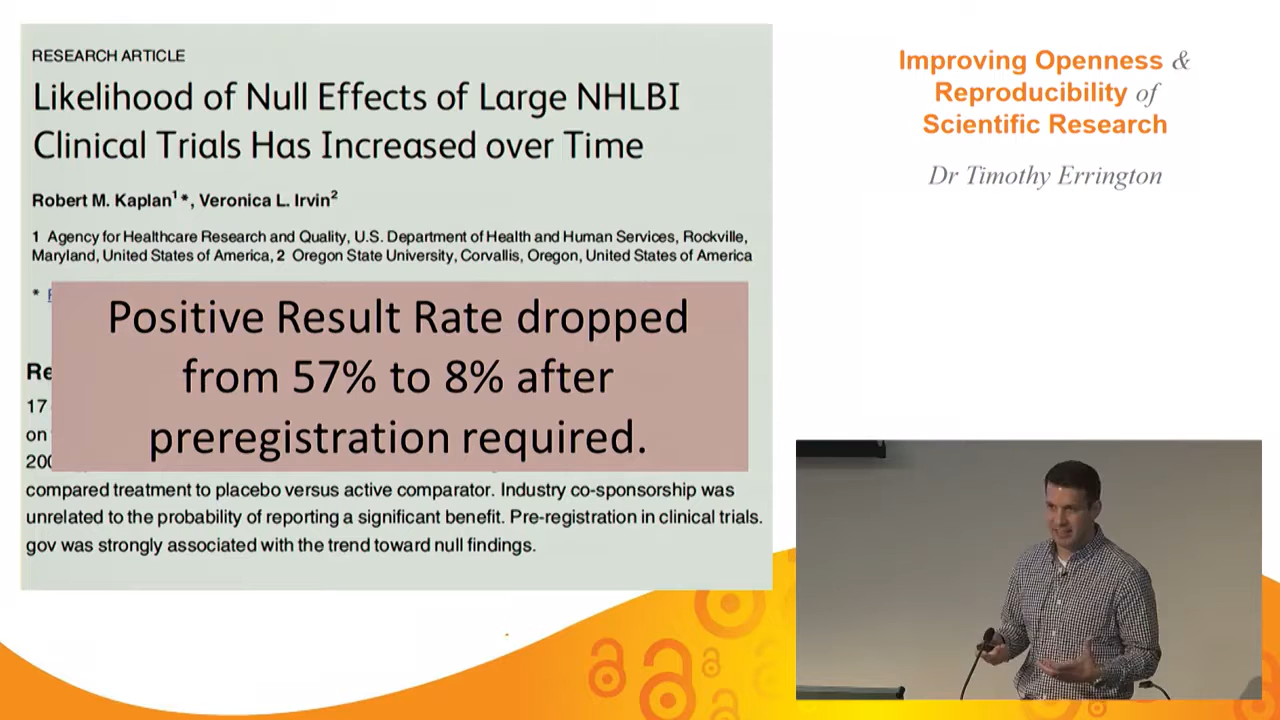 RESEARCH ARTICLE
Likelihood of Null Effects of Large NHLBI
Clinical Trials Has Increased over Time
Robert M. Kaplan1*, Veronica L. Irvin2
1 Agency for Healthcare Research and Quality, U.S. Department of Health and Human Services, Rockville,
Maryland, United States of America, 2 Oregon State University, Corvallis, Oregon, United States of America
*
Positive Result Rate dropped
from 57% to 8% after
preregistration required.
17
on
compared treatment to placebo versus active comparator. Industry co-sponsorship was
unrelated to the probability of reporting a significant benefit. Pre-registration in clinical trials.
gov was strongly associated with the trend toward null findings.
Improving Openness &
Reproducibility of
Scientific Research
Dr Timothy Errington